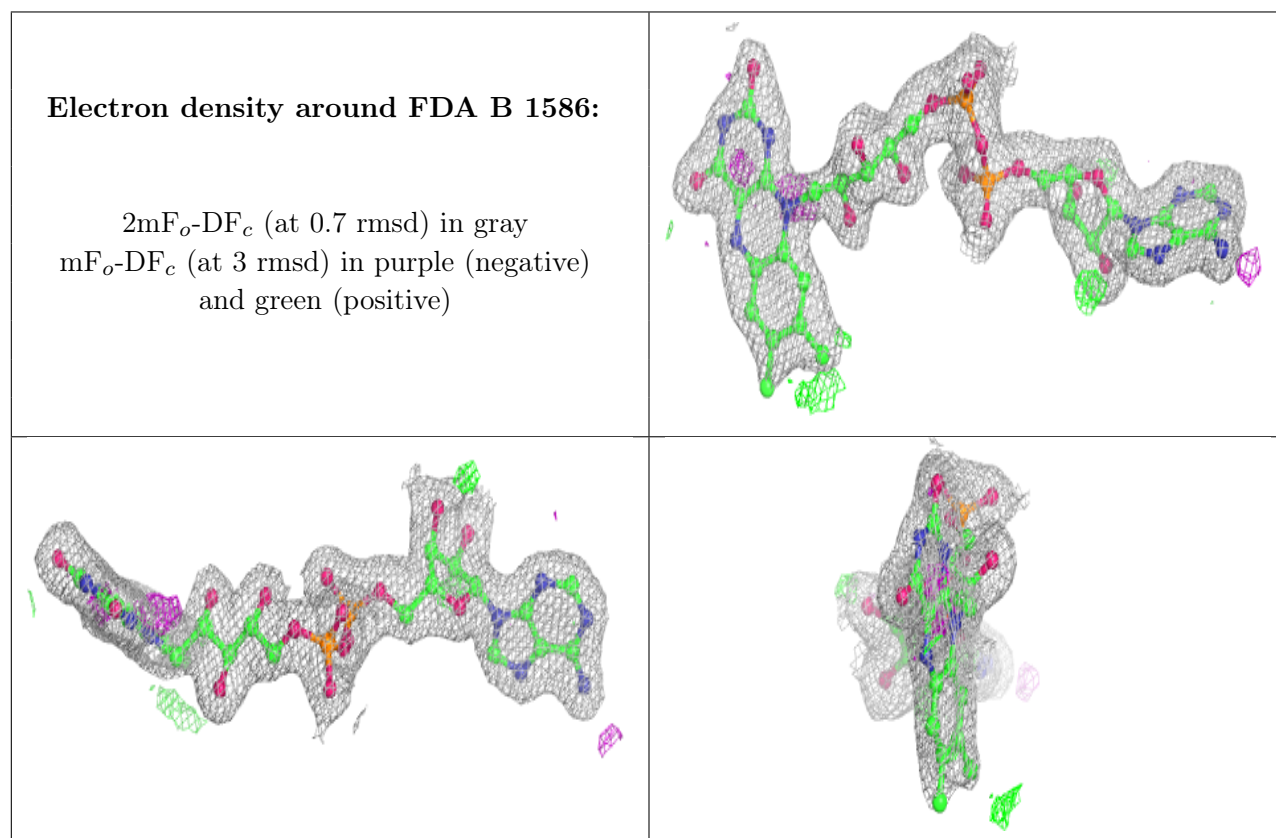 Electron density around FDA B 1586:
2mFo-DFc (at 0.7 rmsd) in gray
mFo-DFc (at 3 rmsd) in purple (negative)
and green (positive)